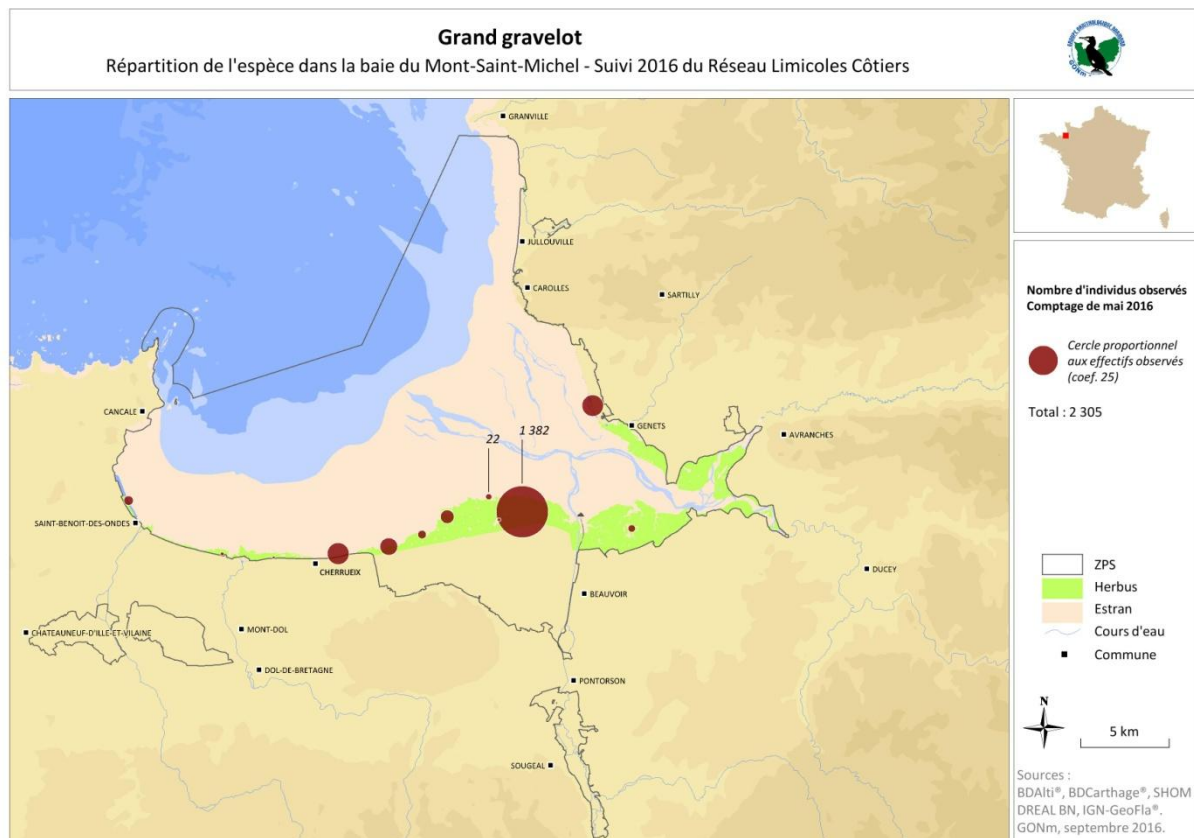 Grand gravelot
Répartition de l'espèce dans la baie du Mont-Saint-Michel - Suivi 2016 du Réseau Limicoles Côtiers
GRANVILLE
JULLOUVILLE
CAROLLES
SARTILLY
CANCALE
GENETS
AVRANCHES
22
1 382
SAINT-BENOIT-DES-ONDES
CHERRUEIX
DUCEY
BEAUVOIR
CHATEAUNEUF-D'ILLE-ET-VILAINE
MONT-DOL
DOL-DE-BRETAGNE
PONTORSON
SOUGEAL
Nombre d'individus observés
Comptage de mai 2016
Cercle proportionnel
aux effectifs observés
(coef. 25)
Total : 2 305
ZPS
Herbus
Estran
Cours d'eau
Commune
N
5 km
Sources :
BDAlti®, BDCarthage®, SHOM
DREAL BN, IGN-GeoFla®.
GONm, septembre 2016.